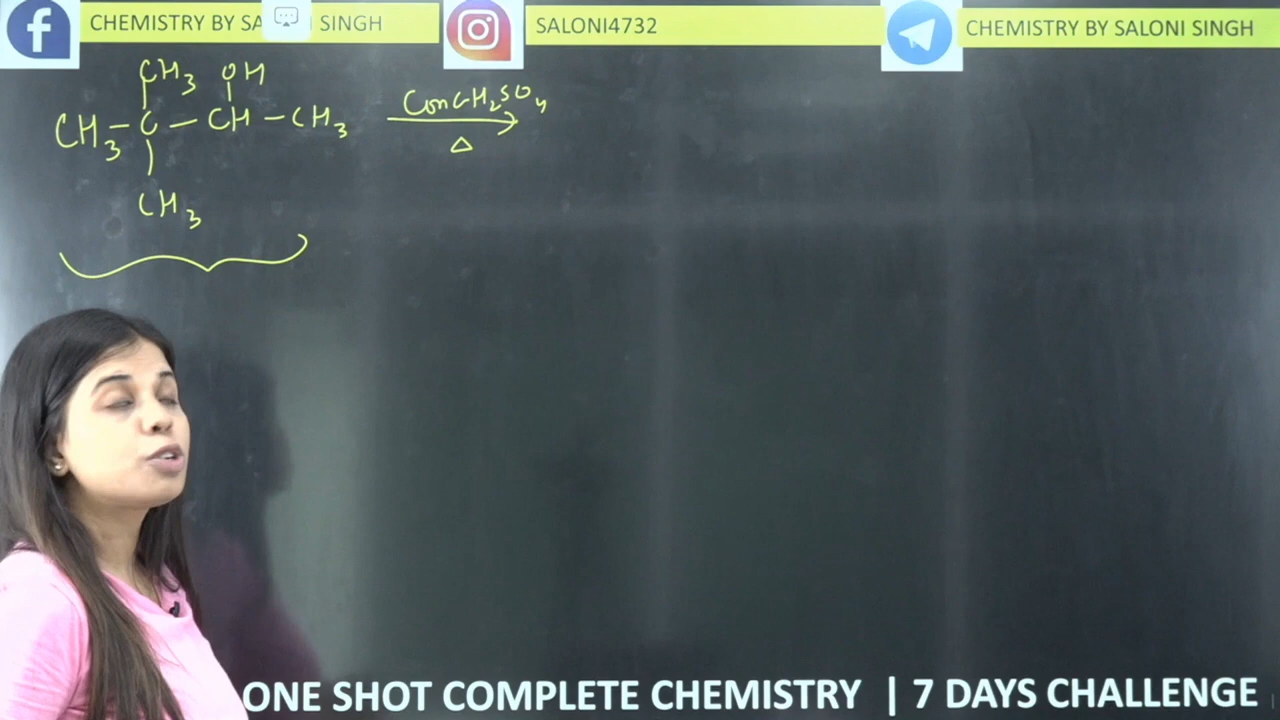 CHEMISTRY BY SA SINGH
SALONI4732
CHEMISTRY BY SALONI SINGH
CH3 OH
CH3 - C - CH - CH3
Conc H2SO4
Δ
CH3
ONE SHOT COMPLETE CHEMISTRY | 7 DAYS CHALLENGE